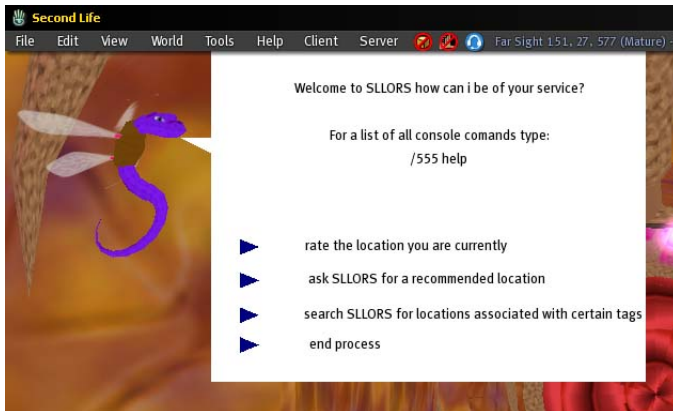 Second Life
File Edit View World Tools Help Client Server Far Sight 151, 27, 577 (Mature) -
Welcome to SLLORS how can i be of your service?
For a list of all console comands type:
/555 help
rate the location you are currently
ask SLLORS for a recommended location
search SLLORS for locations associated with certain tags
end process